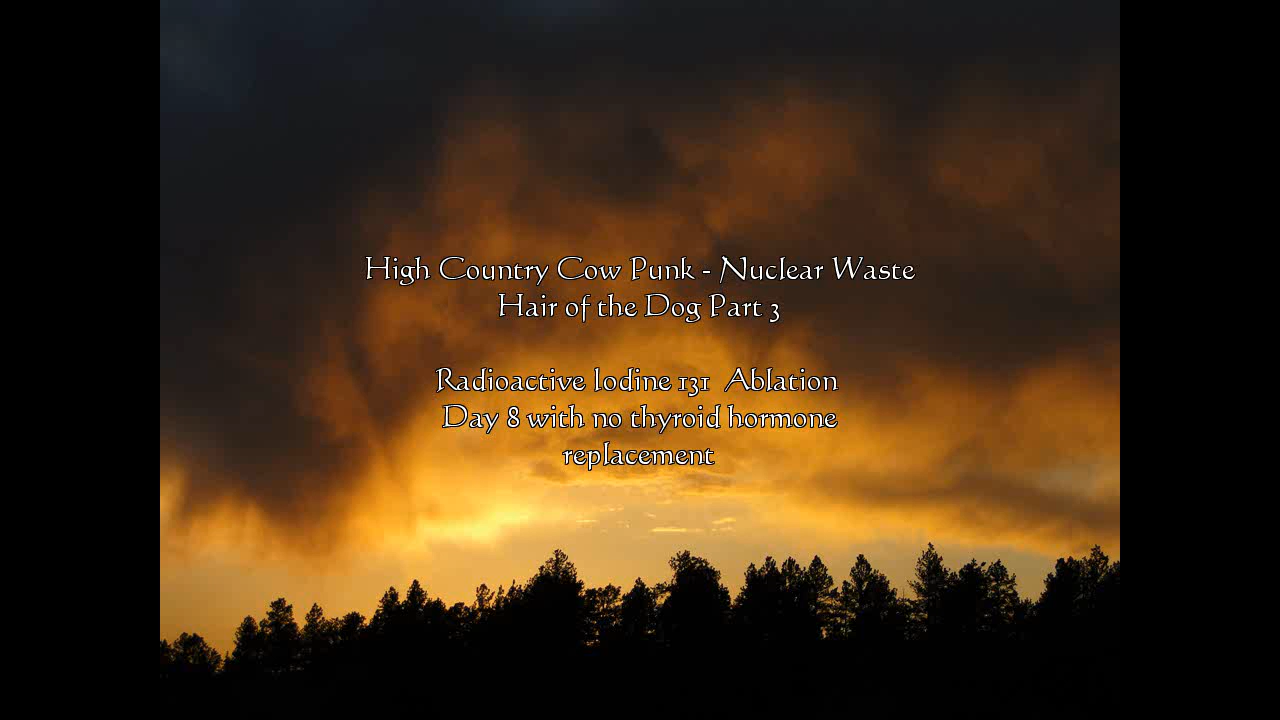 High Country Cow Punk - Nuclear Waste
Hair of the Dog Part 3
Radioactive Iodine 131 Ablation
Day 8 with no thyroid hormone
replacement